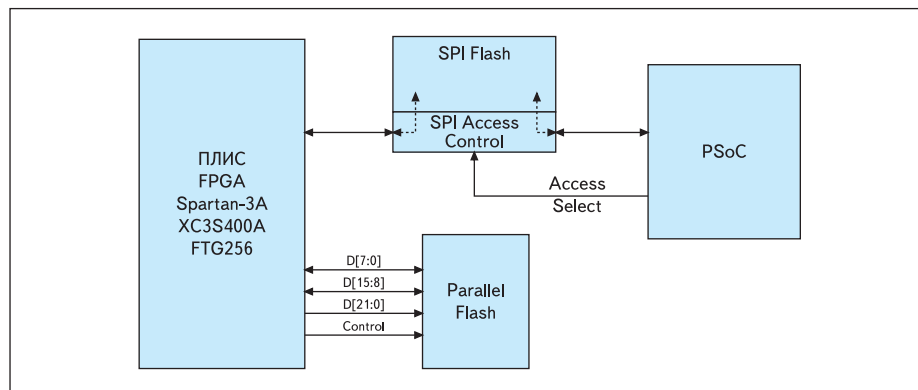 ПЛИС
FPGA
Spartan-3A
XC3S400A
FTG256
SPI Flash
SPI Access
Control
PSoC
Access
Select
D[7:0]
D[15:8]
D[21:0]
Control
Parallel
Flash